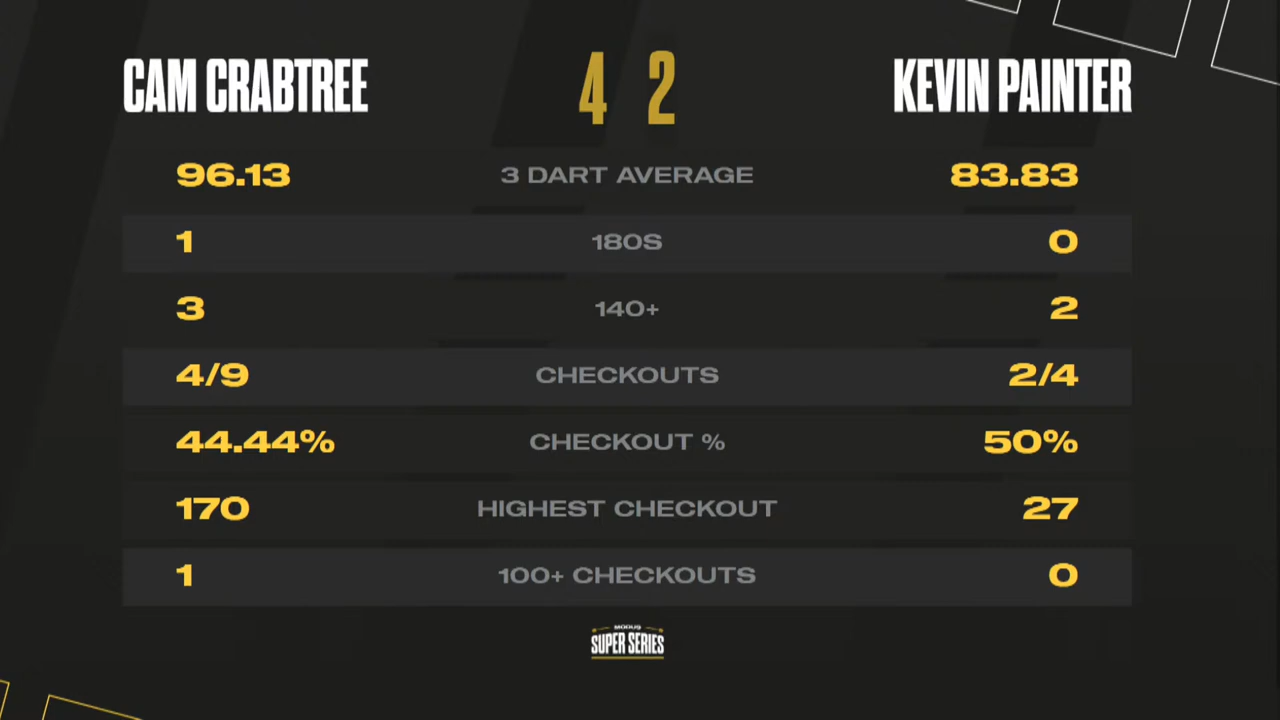 CAM CRABTREE 4 2 KEVIN PAINTER
96.13 3 DART AVERAGE 83.83
1 180S 0
3 140+ 2
4/9 CHECKOUTS 2/4
44.44% CHECKOUT % 50%
170 HIGHEST CHECKOUT 27
1 100+ CHECKOUTS 0
MODUS
SUPER SERIES